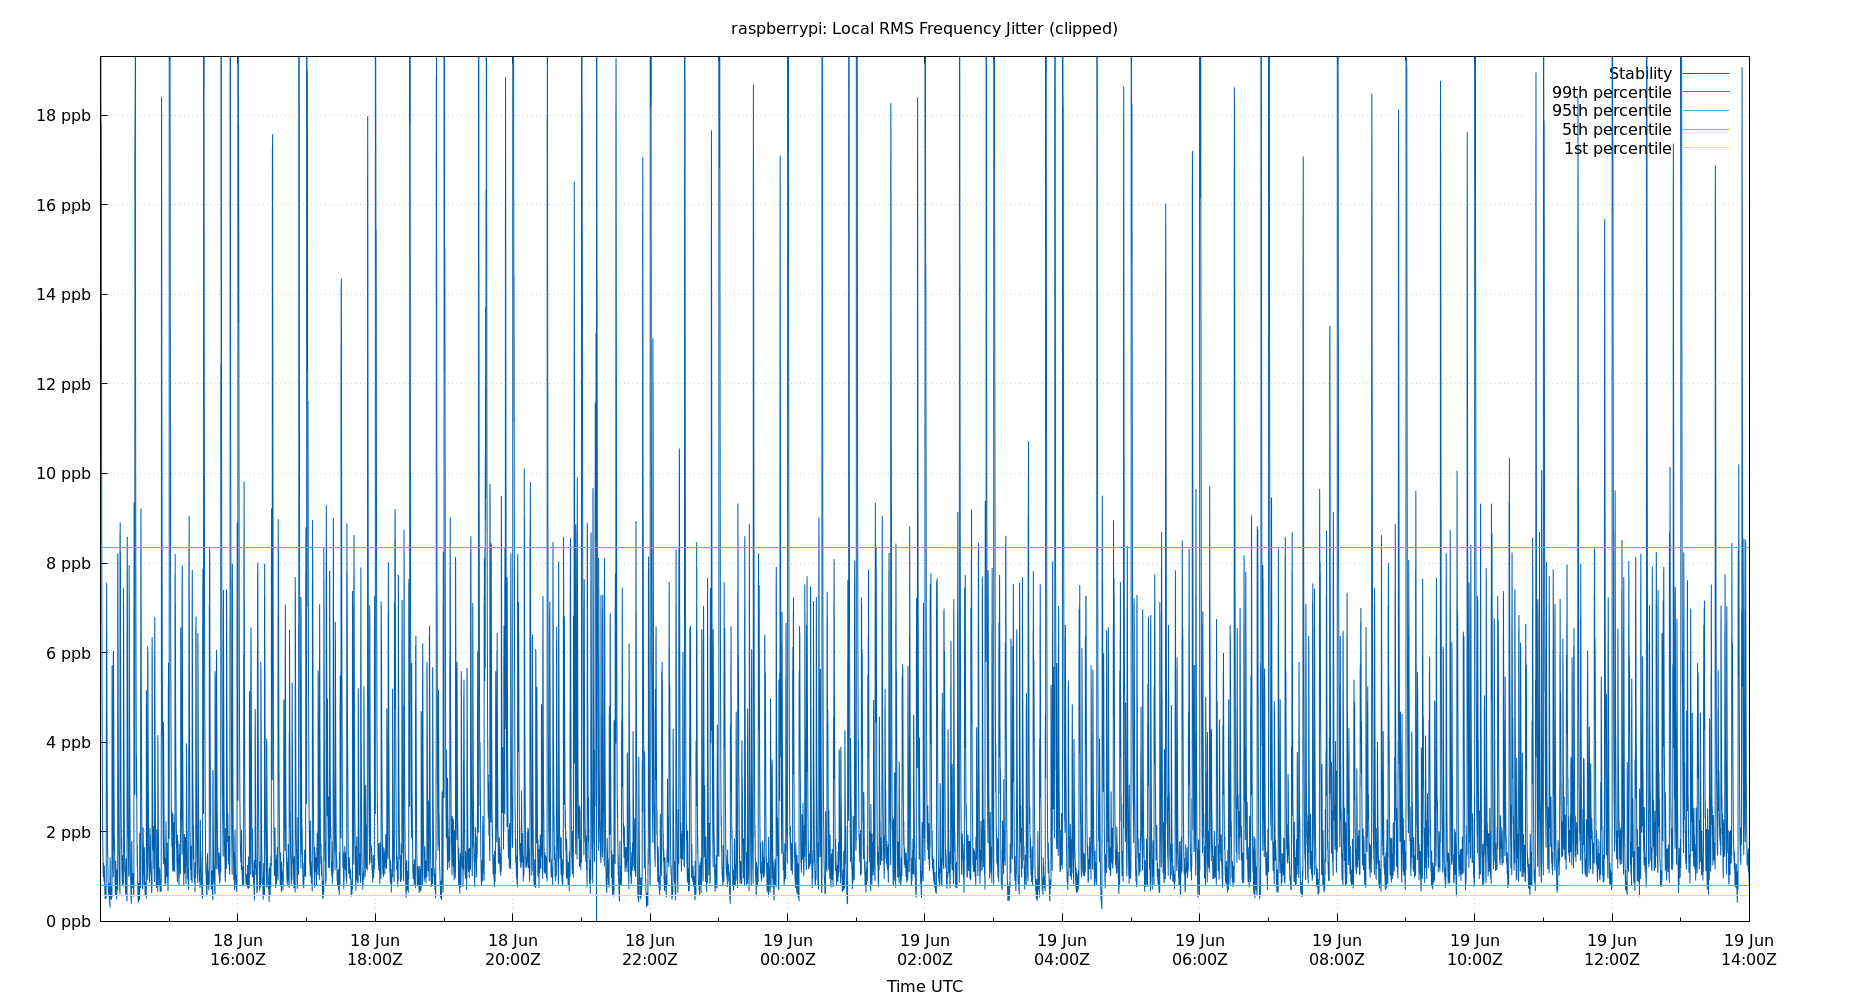 raspberrypi: Local RMS Frequency Jitter (clipped)
Stability
99th percentile
95th percentile
5th percentile
1st percentile
18 ppb
16 ppb
14 ppb
12 ppb
10 ppb
8 ppb
6 ppb
4 ppb
2 ppb
0 ppb
18 Jun 18 Jun 18 Jun 18 Jun 19 Jun 19 Jun 19 Jun 19 Jun 19 Jun 19 Jun 19 Jun 19 Jun
16:00Z 18:00Z 20:00Z 22:00Z 00:00Z 02:00Z 04:00Z 06:00Z 08:00Z 10:00Z 12:00Z 14:00Z
Time UTC